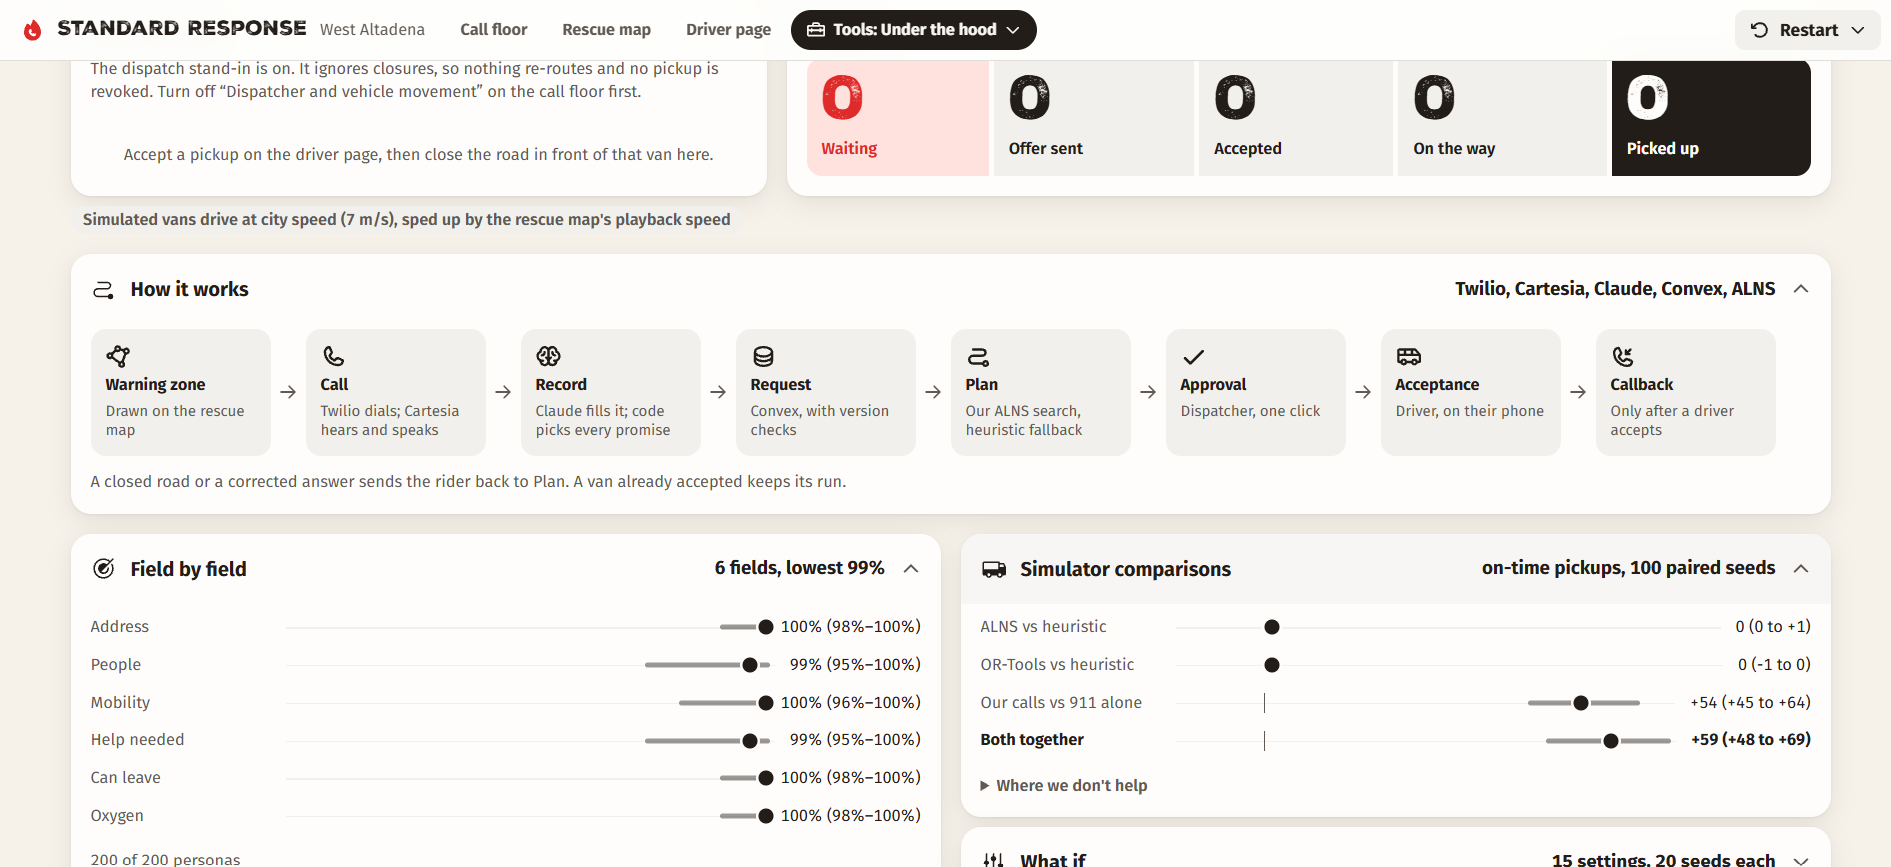 STANDARD RESPONSE West Altadena Call floor Rescue map Driver page Tools: Under the hood Restart
The dispatch stand-in is on. It ignores closures, so nothing re-routes and no pickup is
revoked. Turn off “Dispatcher and vehicle movement” on the call floor first.
Accept a pickup on the driver page, then close the road in front of that van here.
0 0 0 0 0
Waiting Offer sent Accepted On the way Picked up
Simulated vans drive at city speed (7 m/s), sped up by the rescue map's playback speed
How it works Twilio, Cartesia, Claude, Convex, ALNS
Warning zone
Drawn on the rescue
map
Call
Twilio dials; Cartesia
hears and speaks
Record
Claude fills it; code
picks every promise
Request
Convex, with version
checks
Plan
Our ALNS search,
heuristic fallback
Approval
Dispatcher, one click
Acceptance
Driver, on their phone
Callback
Only after a driver
accepts
A closed road or a corrected answer sends the rider back to Plan. A van already accepted keeps its run.
Field by field 6 fields, lowest 99%
Address 100% (98%–100%)
People 99% (95%–100%)
Mobility 100% (96%–100%)
Help needed 99% (95%–100%)
Can leave 100% (98%–100%)
Oxygen 100% (98%–100%)
200 of 200 personas
Simulator comparisons on-time pickups, 100 paired seeds
ALNS vs heuristic 0 (0 to +1)
OR-Tools vs heuristic 0 (-1 to 0)
Our calls vs 911 alone +54 (+45 to +64)
Both together +59 (+48 to +69)
Where we don't help
What if 15 settings, 20 seeds each